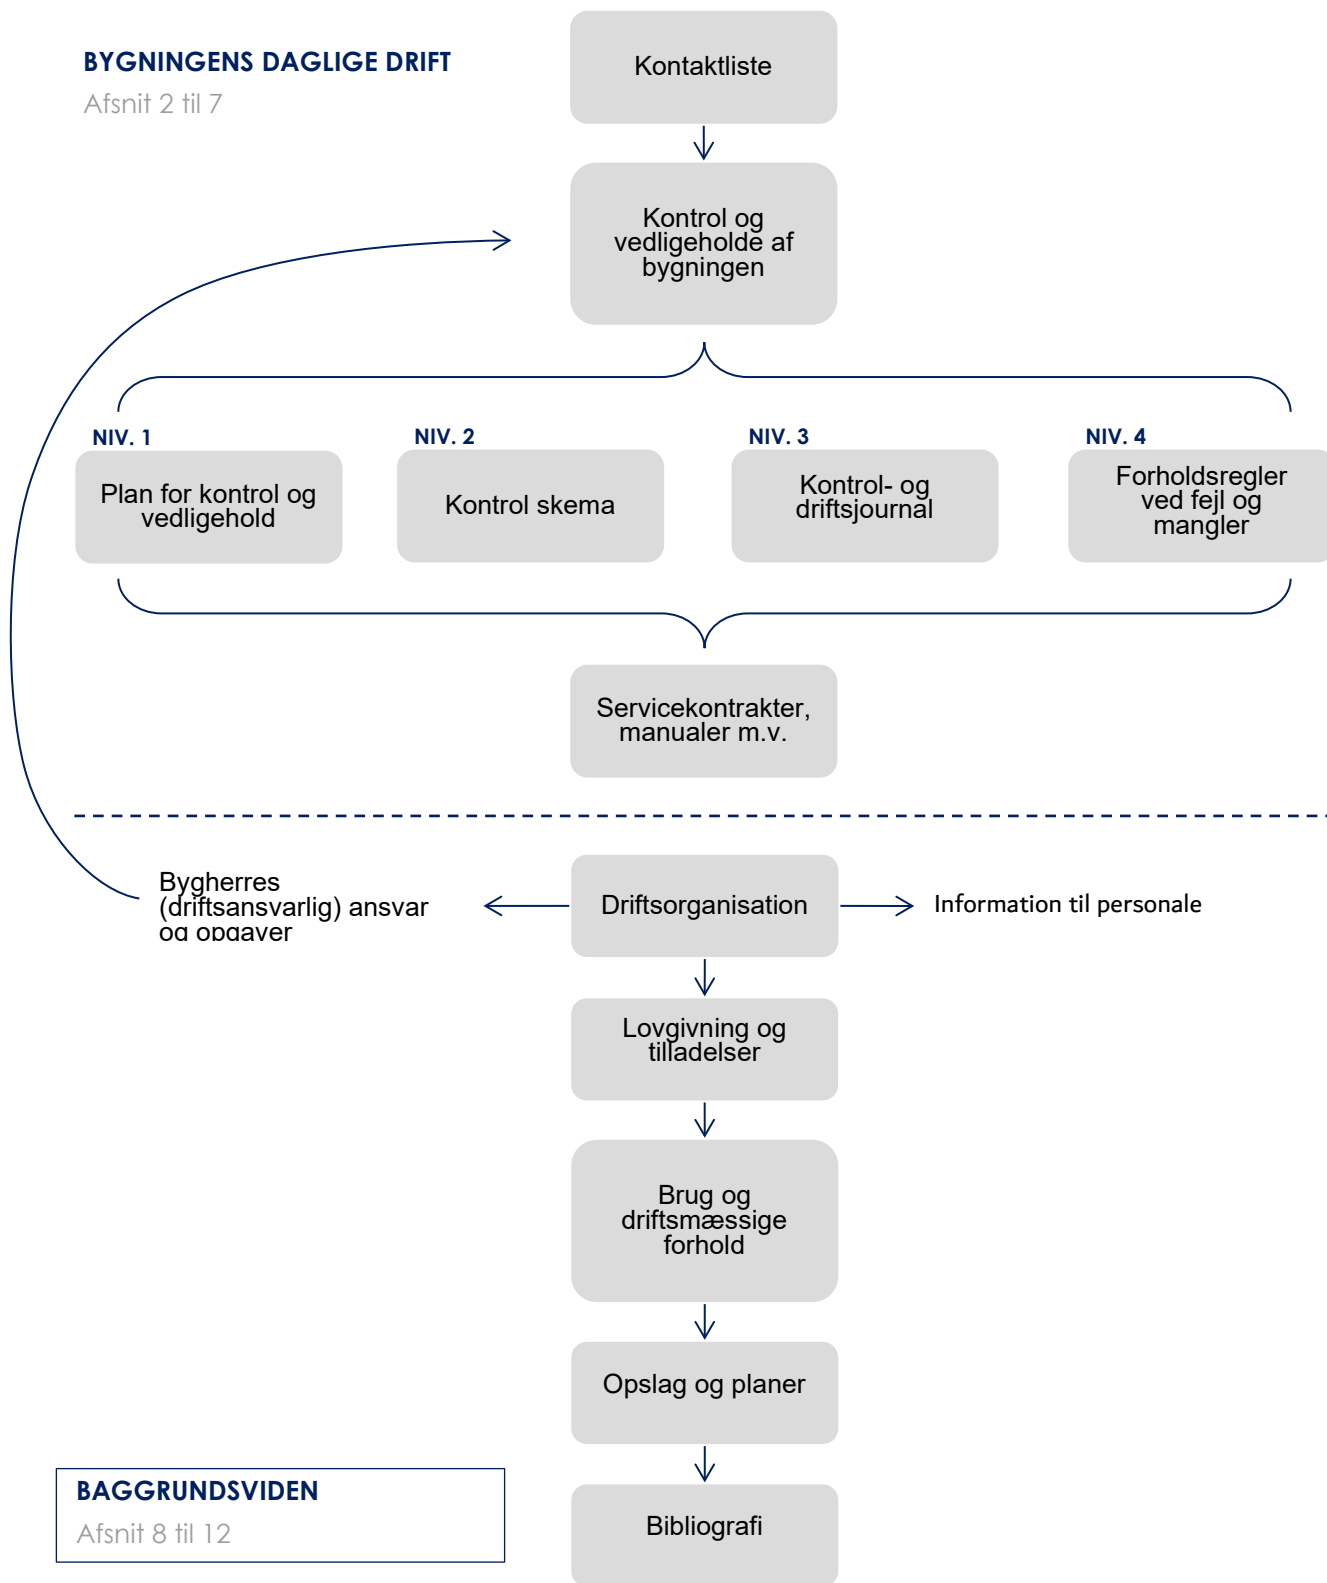 BYGNINGENS DAGLIGE DRIFT
Afsnit 2 til 7
Kontaktliste
Kontrol og
vedligeholde af
bygningen
NIV. 1
Plan for kontrol og
vedligehold
NIV. 2
Kontrol skema
NIV. 3
Kontrol- og
driftsjournal
NIV. 4
Forholdsregler
ved fejl og
mangler
Servicekontrakter,
manualer m.v.
Bygherres
(driftsansvarlig) ansvar
og opgaver
Driftsorganisation
Information til personale
Lovgivning og
tilladelser
Brug og
driftsmæssige
forhold
Opslag og planer
Bibliografi
BAGGRUNDSVIDEN
Afsnit 8 til 12